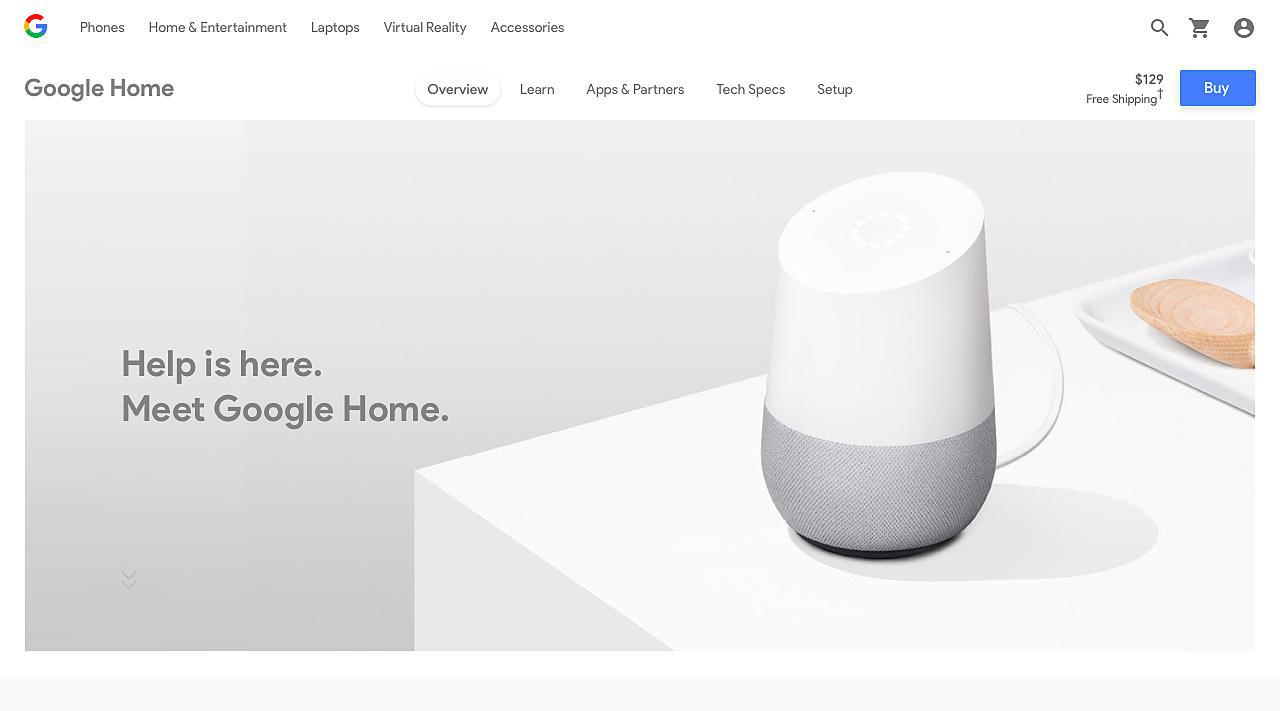 Phones Home & Entertainment Laptops Virtual Reality Accessories
Google Home
Overview Learn Apps & Partners Tech Specs Setup
$129
Free Shipping†
Buy
Help is here.
Meet Google Home.